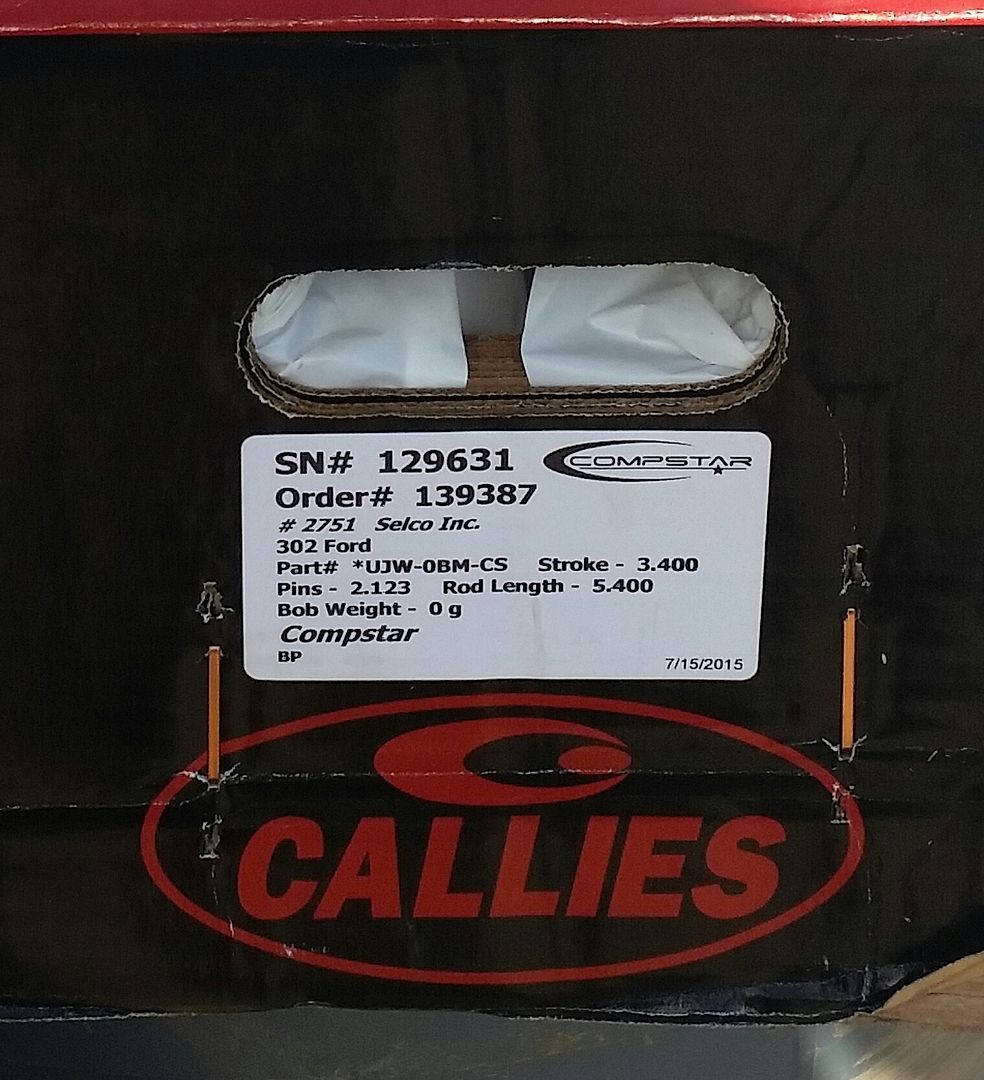 SN# 129631 COMPSTAR
Order# 139387
# 2751 Selco Inc.
302 Ford
Part# *UJW-0BM-CS Stroke - 3.400
Pins - 2.123 Rod Length - 5.400
Bob Weight - 0 g
Compstar
BP 7/15/2015
CALLIES